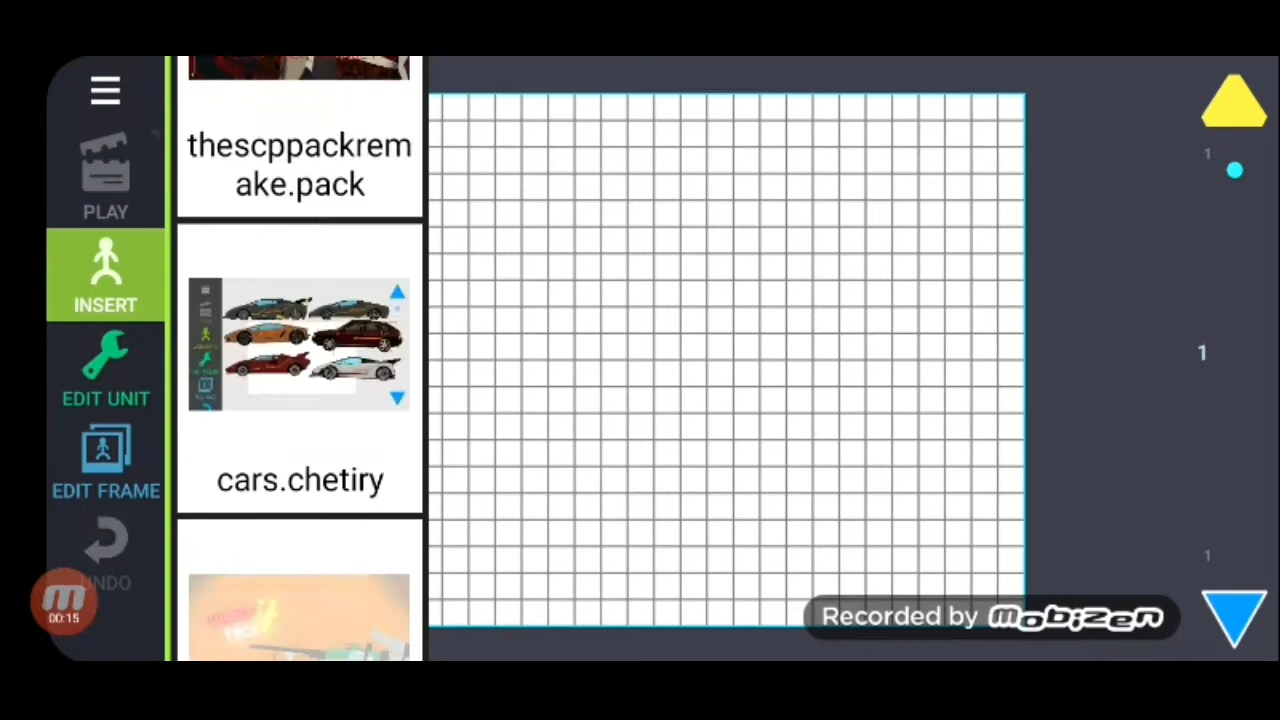 thescppackrem
ake.pack
PLAY
1
INSERT
1
EDIT UNIT
cars.chetiry
EDIT FRAME
1
UNDO
00:15
Recorded by mobizen